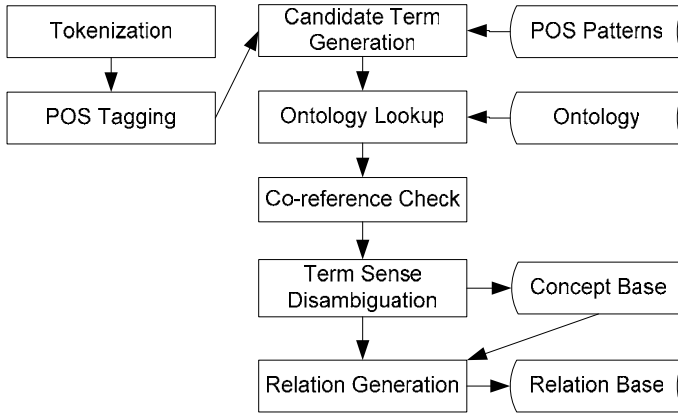 Tokenization
POS Tagging
Candidate Term
Generation
POS Patterns
Ontology Lookup
Ontology
Co-reference Check
Term Sense
Disambiguation
Concept Base
Relation Generation
Relation Base